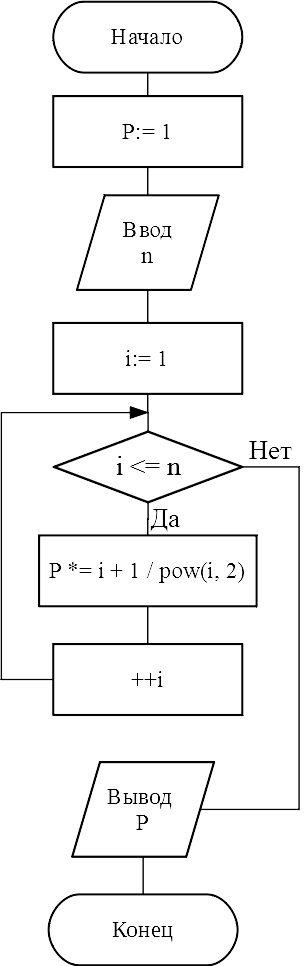 Начало
P:= 1
Ввод
n
i:= 1
i <= n
Нет
Да
P *= i + 1 / pow(i, 2)
++i
Вывод
P
Конец